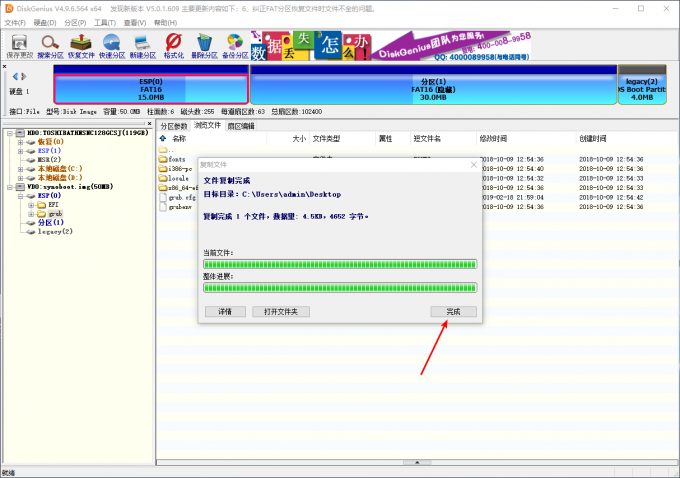 DiskGenius V4.9.6.564 x64 发现新版本 V5.0.1.609 主要更新内容如下：6、纠正FAT分区恢复文件时文件不全的问题。
文件(F) 硬盘(D) 分区(P) 工具(T) 查看(V) 帮助(H)
保存更改 搜索分区 恢复文件 快速分区 新建分区 格式化 删除分区 备份分区
数据丢失怎么办
DiskGenius团队为您服务!
QQ: 4000089958(与电话同号)
硬盘 1
ESP(0)
FAT16
15.0MB
分区(1)
FAT16 (隐藏)
30.0MB
legacy(2)
OS Boot Partit
4.0MB
接口:File 型号:Disk Image 容量:50.0MB 柱面数:6 磁头数:255 每道扇区数:63 总扇区数:102400
HD0:TOSHIBATHNSNC128GCSJ(119GB)
恢复(0)
ESP(1)
MSR(2)
本地磁盘(C:)
本地磁盘(D:)
VD0:synoboot.img(50MB)
ESP(0)
EFI
grub
分区(1)
legacy(2)
分区参数 浏览文件 扇区编辑
名称 大小 文件类型 属性 短文件名 修改时间 创建时间
..
fonts 2018-10-09 12:54:36 2018-10-09 12:54:36
i386-pc 2018-10-09 12:54:40 2018-10-09 12:54:36
locale 2018-10-09 12:54:32 2018-10-09 12:54:33
x86_64-ef 2018-10-09 12:54:34 2018-10-09 12:54:33
grub.cfg 2019-02-18 21:59:04 2018-10-09 12:54:42
grubenv 2018-10-09 12:54:36 2018-10-09 12:54:36
复制文件
文件复制完成
目标目录：C:\Users\admin\Desktop
复制完成 1 个文件，数据量: 4.5KB, 4652 字节。
当前文件:
整体进展:
详情 打开文件夹 完成
就绪